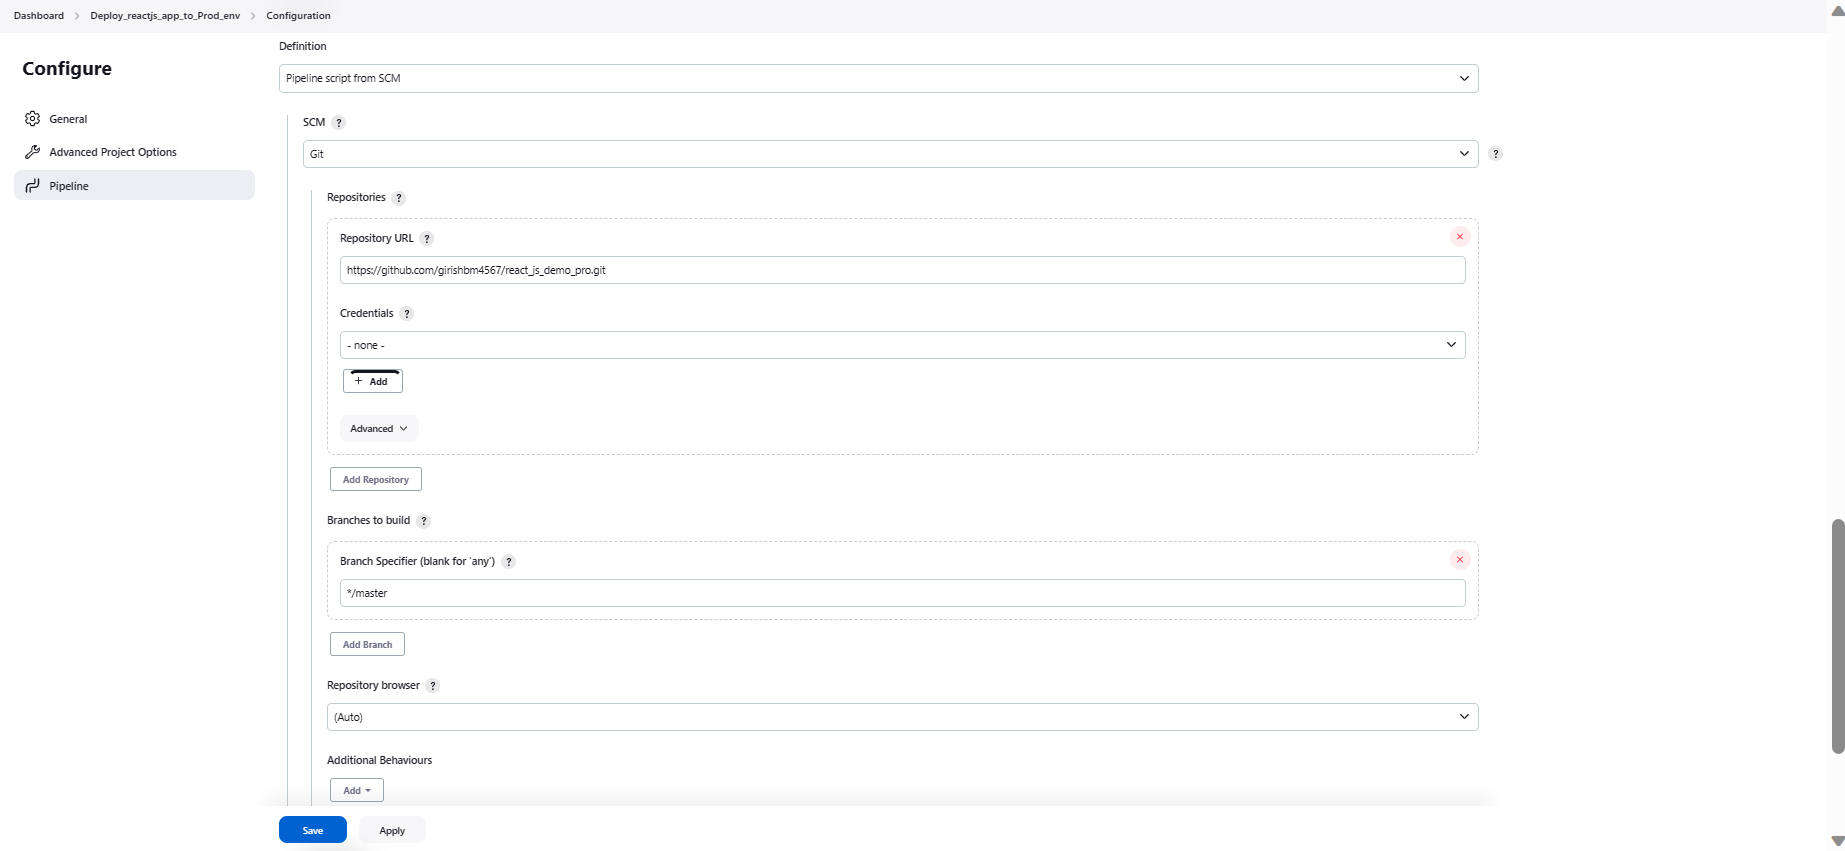 Dashboard > Deploy_reactjs_app_to_Prod_env > Configuration
Configure
General
Advanced Project Options
Pipeline
Definition
Pipeline script from SCM
SCM ?
Git
?
Repositories ?
Repository URL ?
https://github.com/girishbm4567/react_js_demo_pro.git
Credentials ?
- none -
+ Add
Advanced
Add Repository
Branches to build ?
Branch Specifier (blank for 'any') ?
*/master
Add Branch
Repository browser ?
(Auto)
Additional Behaviours
Add
Save Apply